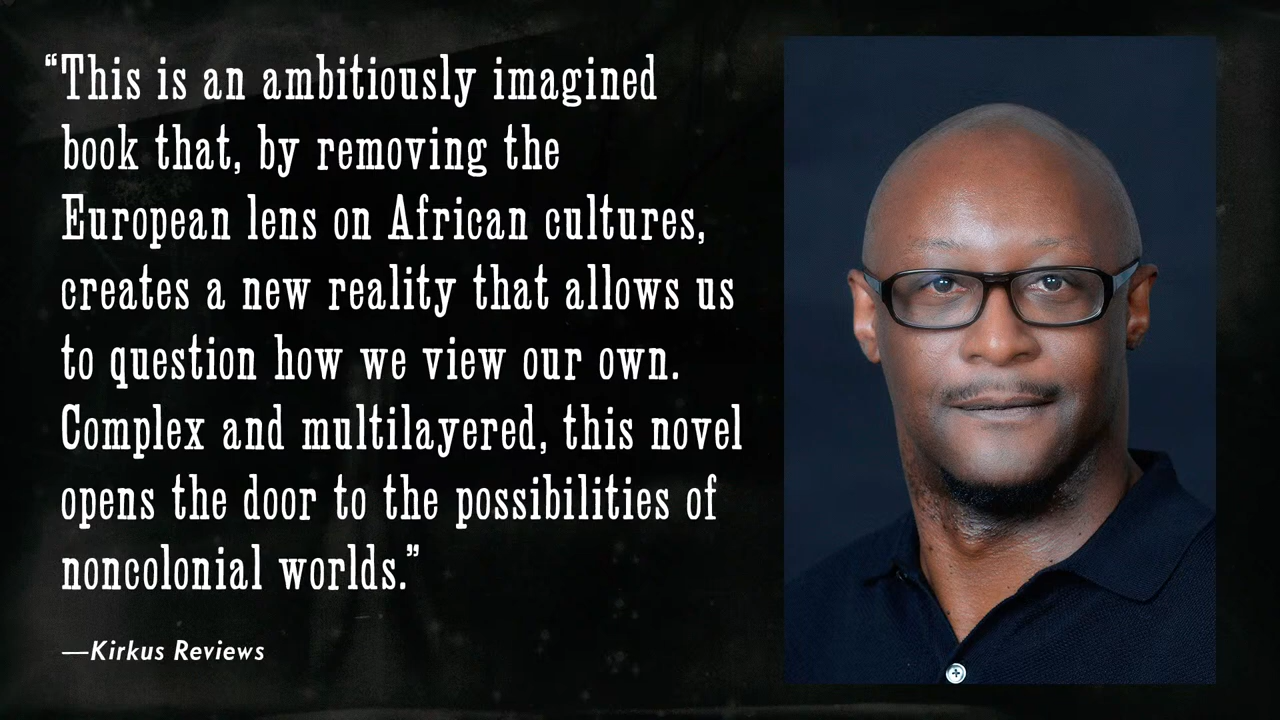 “This is an ambitiously imagined
book that, by removing the
European lens on African cultures,
creates a new reality that allows us
to question how we view our own.
Complex and multilayered, this novel
opens the door to the possibilities of
noncolonial worlds.”
—Kirkus Reviews